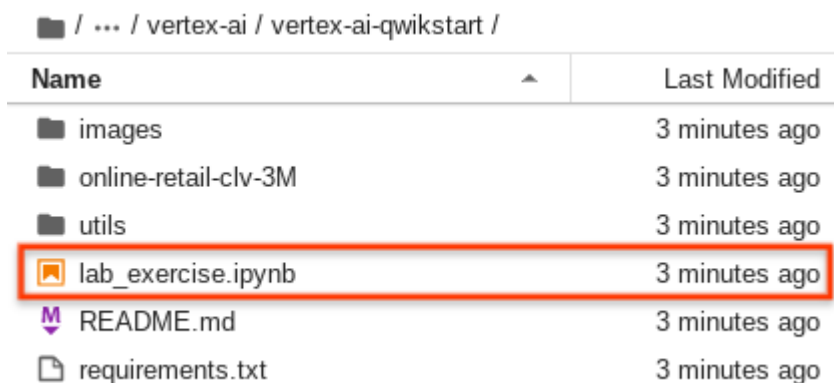 / ... / vertex-ai / vertex-ai-qwikstart /
Name Last Modified
images 3 minutes ago
online-retail-clv-3M 3 minutes ago
utils 3 minutes ago
lab_exercise.ipynb 3 minutes ago
M README.md 3 minutes ago
requirements.txt 3 minutes ago